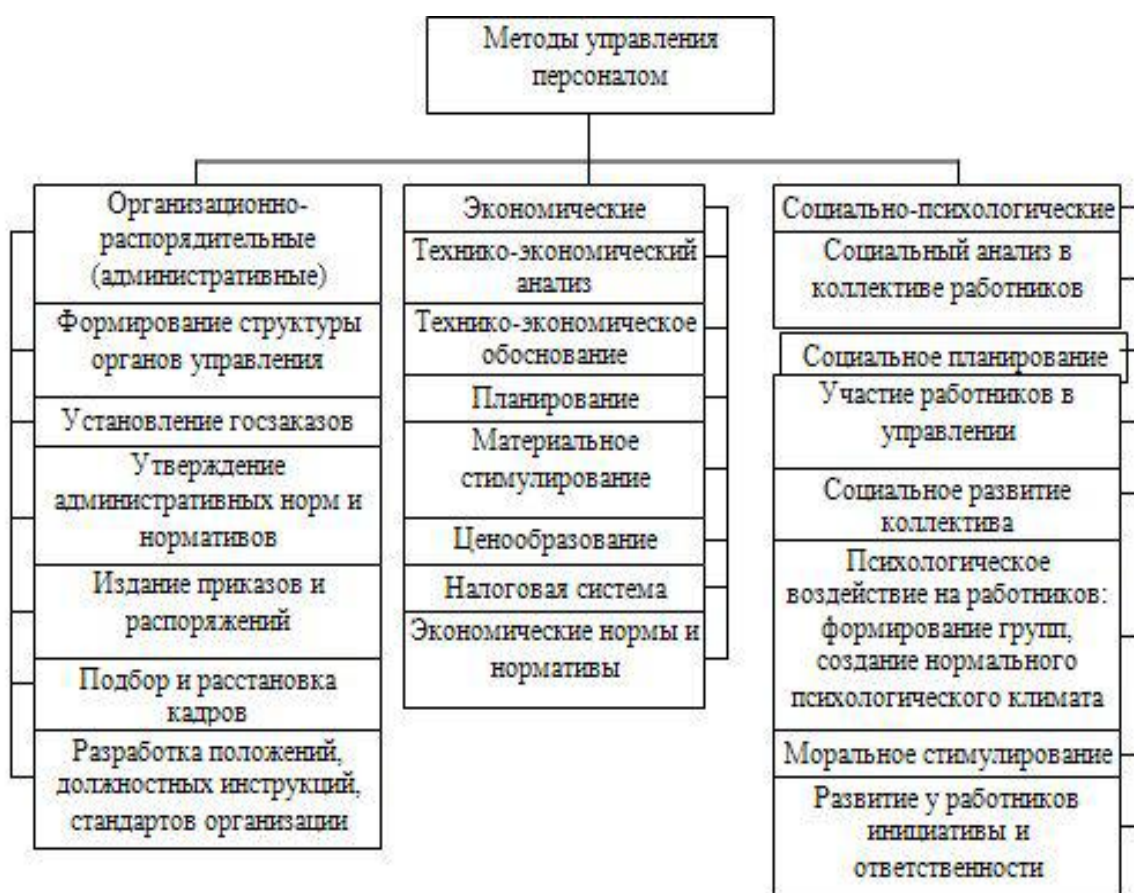 Методы управления
персоналом
Организационно-
распорядительные
(административные)
Формирование структуры
органов управления
Установление госзаказов
Утверждение
административных норм и
нормативов
Издание приказов и
распоряжений
Подбор и расстановка
кадров
Разработка положений,
должностных инструкций,
стандартов организации
Экономические
Технико-экономический
анализ
Технико-экономическое
обоснование
Планирование
Материальное
стимулирование
Ценообразование
Налоговая система
Экономические нормы и
нормативы
Социально-психологические
Социальный анализ в
коллективе работников
Социальное планирование
Участие работников в
управлении
Социальное развитие
коллектива
Психологическое
воздействие на работников:
формирование групп,
создание нормального
психологического климата
Моральное стимулирование
Развитие у работников
инициативы и
ответственности